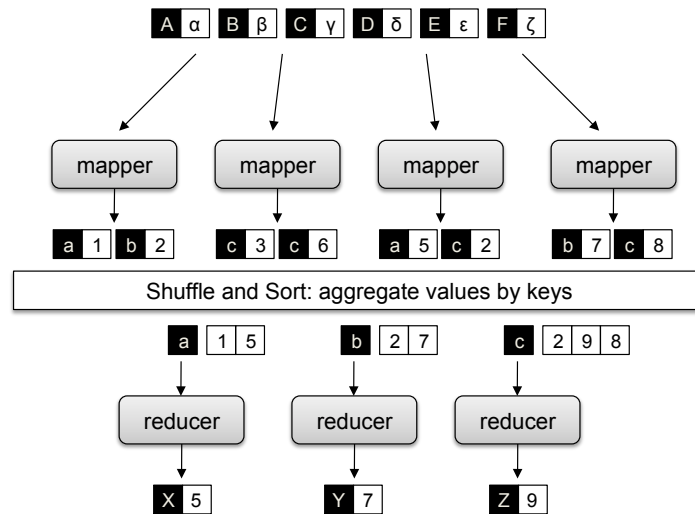 A α B β C γ D δ E ε F ζ
mapper mapper mapper mapper
a 1 b 2 c 3 c 6 a 5 c 2 b 7 c 8
Shuffle and Sort: aggregate values by keys
a 1 5 b 2 7 c 2 9 8
reducer reducer reducer
X 5 Y 7 Z 9